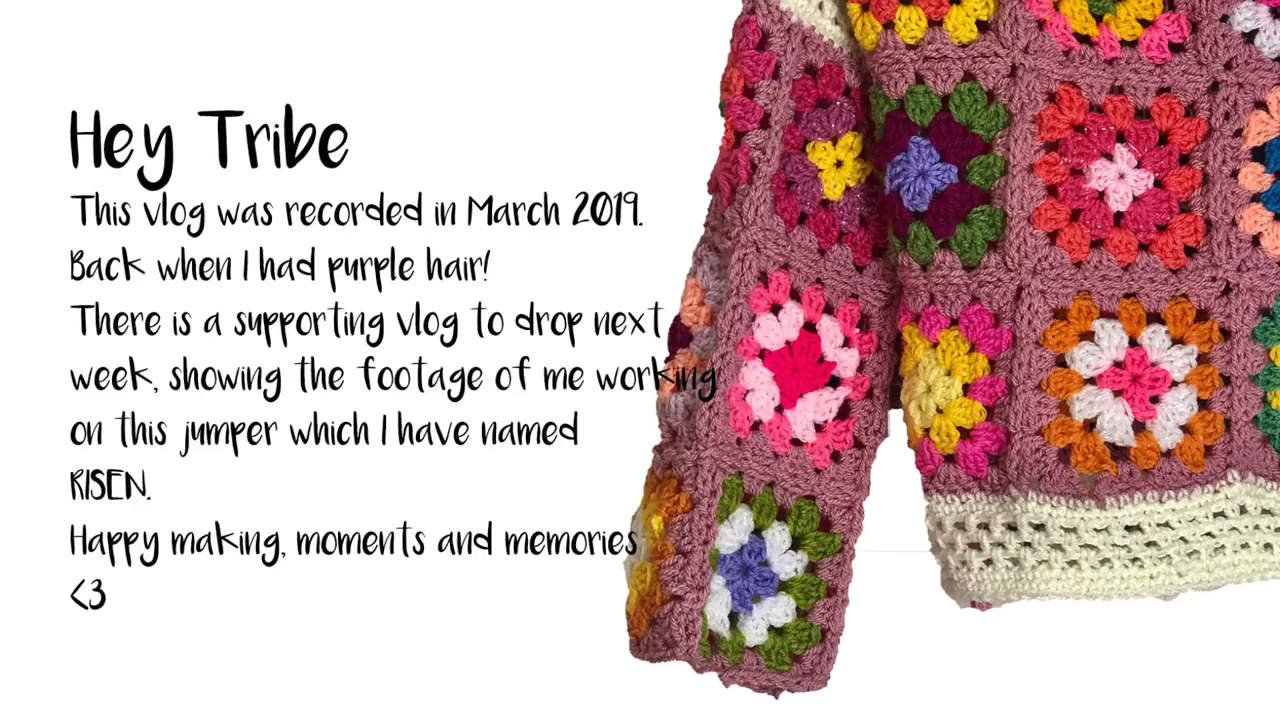 Hey Tribe
This vlog was recorded in March 2019.
Back when I had purple hair!
There is a supporting vlog to drop next
week, showing the footage of me working
on this jumper which I have named
RISEN.
Happy making, moments and memories
<3